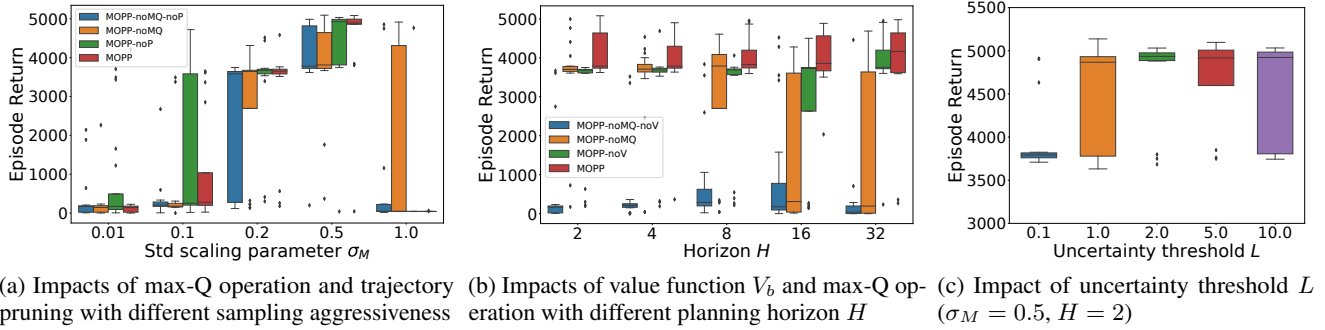 5000
4000
3000
2000
1000
0
Episode Return
MOPP-noMQ-noP
MOPP-noMQ
MOPP-noP
MOPP
0.01 0.1 0.2 0.5 1.0
Std scaling parameter σ_M
5000
4000
3000
2000
1000
0
Episode Return
MOPP-noMQ-noV
MOPP-noMQ
MOPP-noV
MOPP
2 4 8 16 32
Horizon H
5000
4500
4000
3500
3000
Episode Return
0.1 1.0 2.0 5.0 10.0
Uncertainty threshold L
(a) Impacts of max-Q operation and trajectory
pruning with different sampling aggressiveness
(b) Impacts of value function V_b and max-Q op-
eration with different planning horizon H
(c) Impact of uncertainty threshold L
(σ_M = 0.5, H = 2)